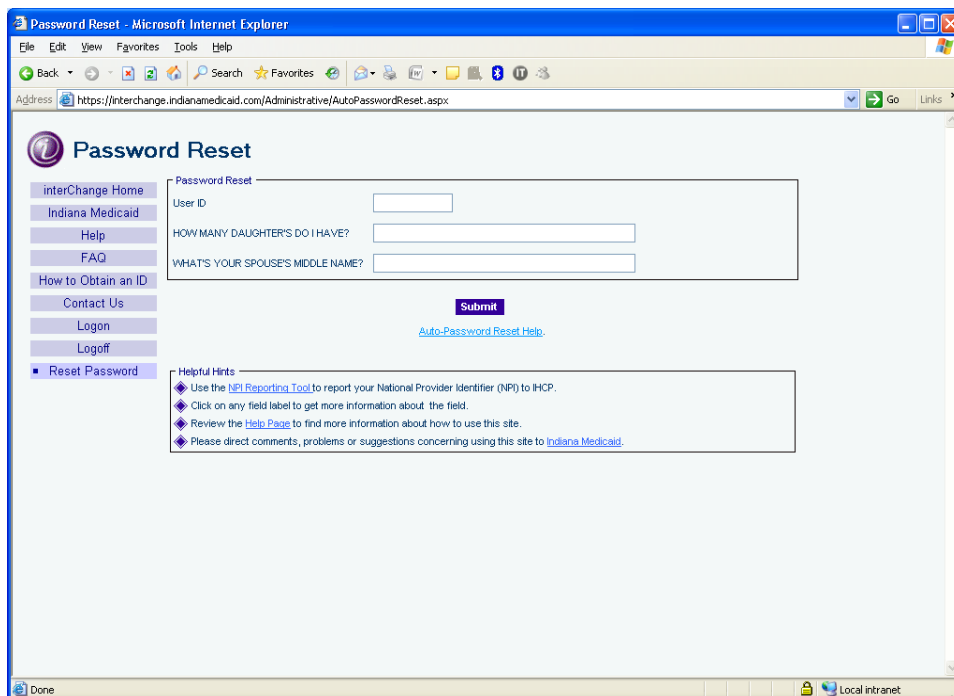 Password Reset - Microsoft Internet Explorer
File Edit View Favorites Tools Help
Back Search Favorites
Address https://interchange.indianamedicaid.com/Administrative/AutoPasswordReset.aspx Go Links
Password Reset
interChange Home
Indiana Medicaid
Help
FAQ
How to Obtain an ID
Contact Us
Logon
Logoff
Reset Password
Password Reset
User ID
HOW MANY DAUGHTER'S DO I HAVE?
WHAT'S YOUR SPOUSE'S MIDDLE NAME?
Submit
Auto-Password Reset Help.
Helpful Hints
Use the NPI Reporting Tool to report your National Provider Identifier (NPI) to IHCP.
Click on any field label to get more information about the field.
Review the Help Page to find more information about how to use this site.
Please direct comments, problems or suggestions concerning using this site to Indiana Medicaid.
Done Local intranet